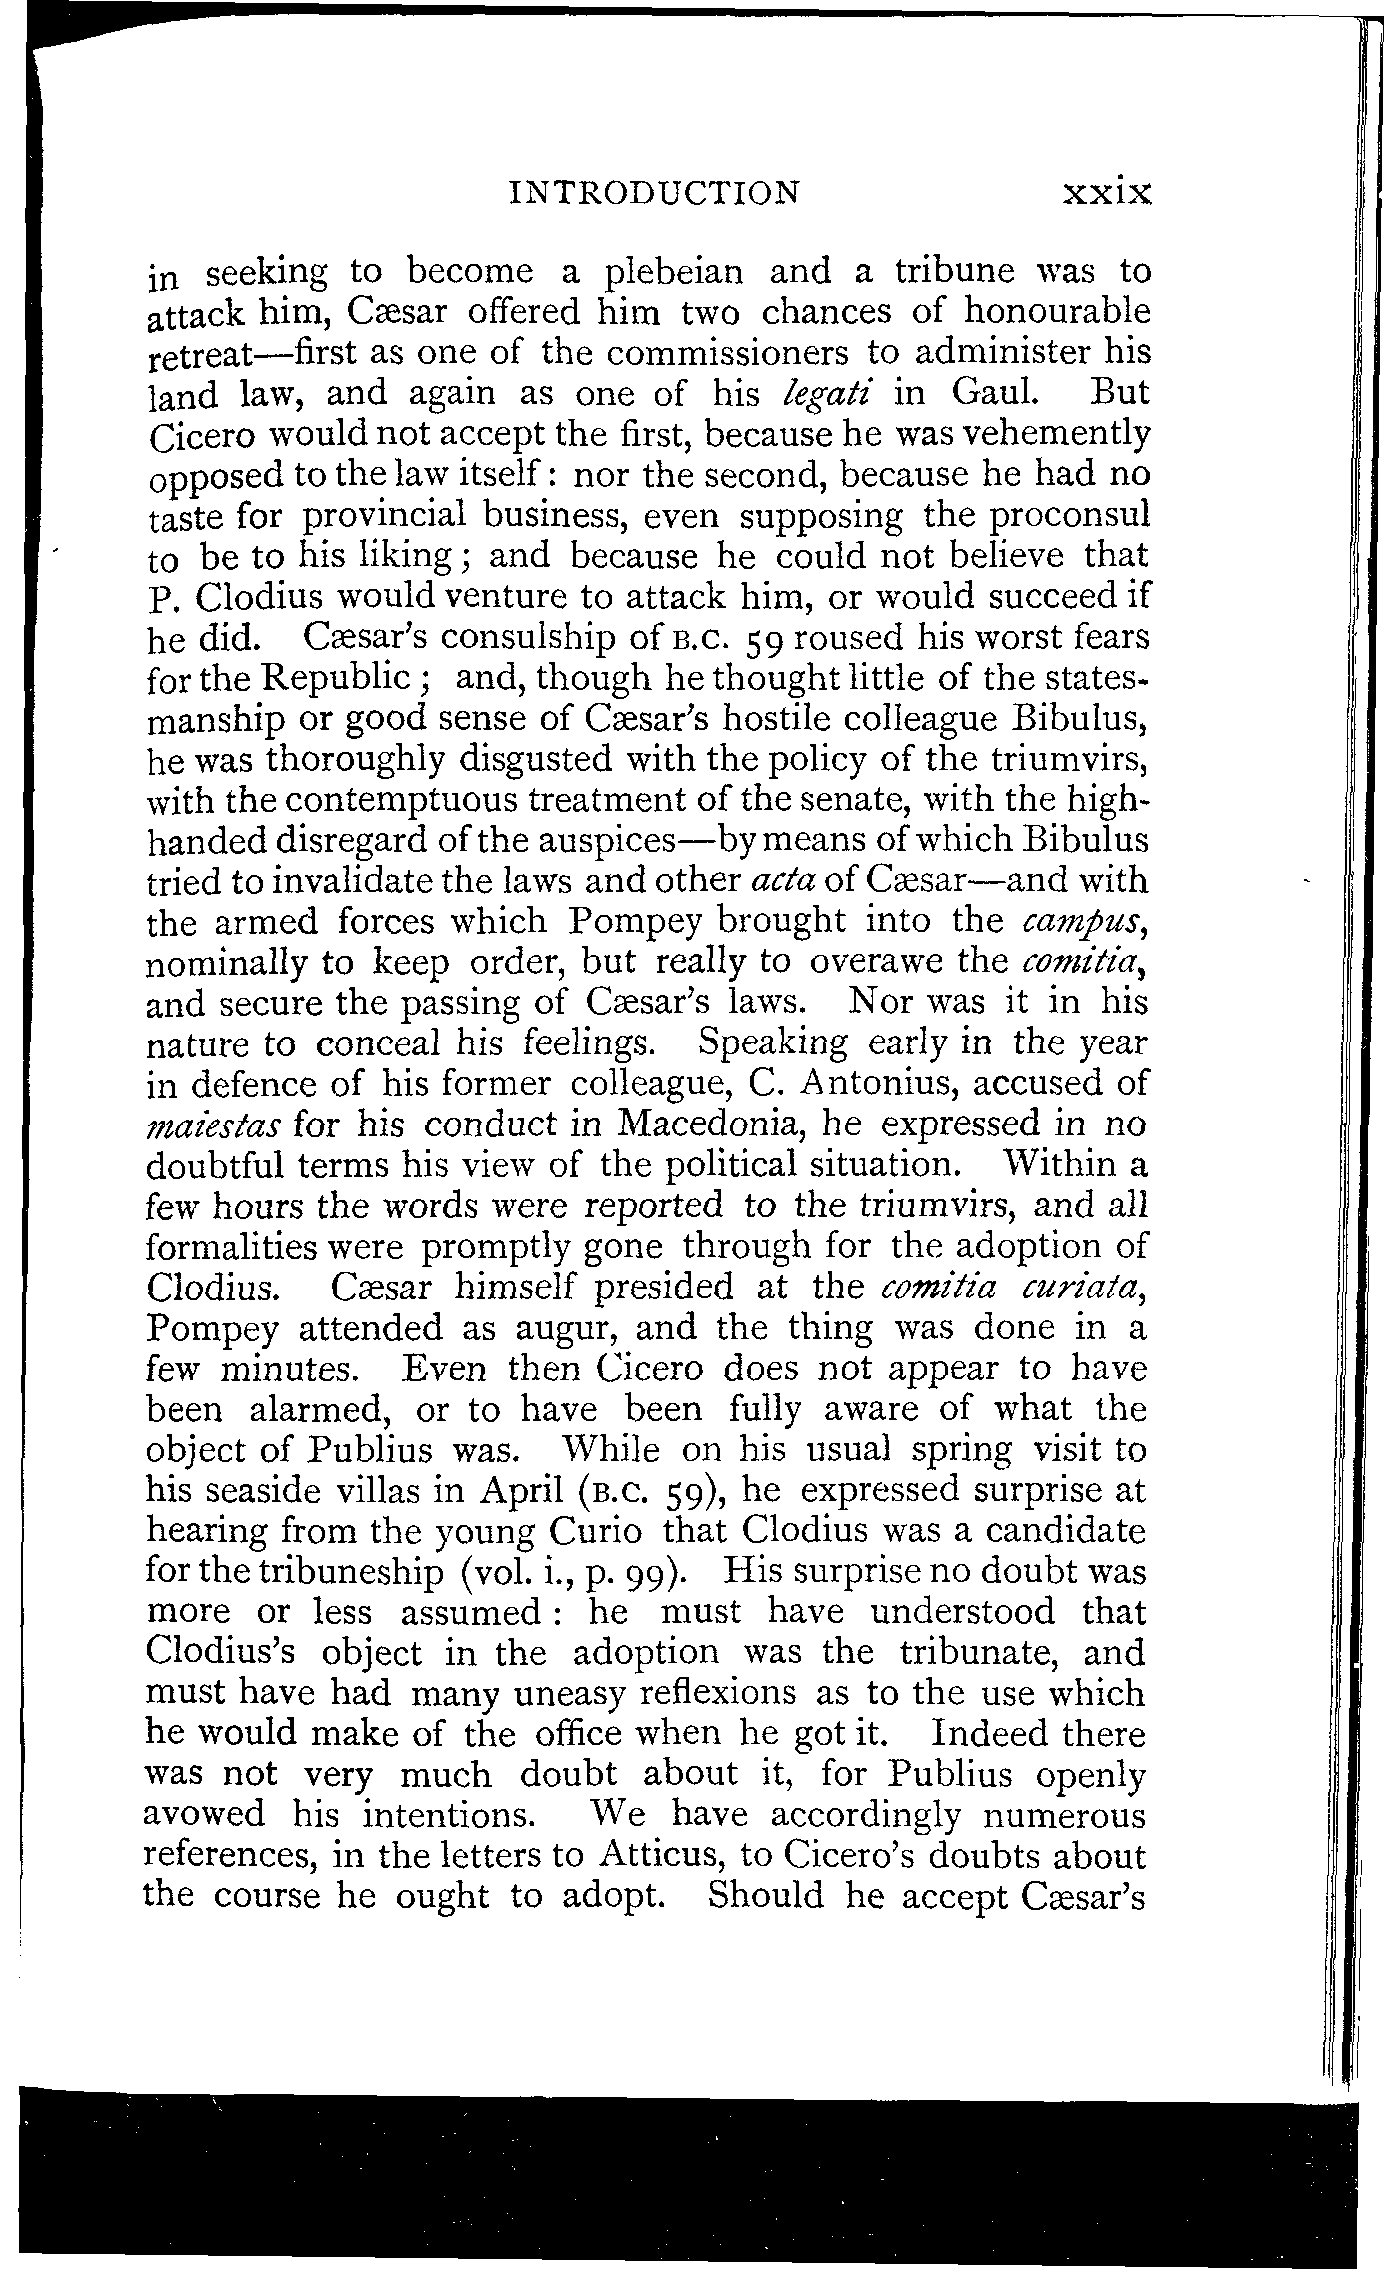 INTRODUCTION xxix
in seeking to become a plebeian and a tribune was to
attack him, Cæsar offered him two chances of honourable
retreat—first as one of the commissioners to administer his
land law, and again as one of his legati in Gaul. But
Cicero would not accept the first, because he was vehemently
opposed to the law itself : nor the second, because he had no
taste for provincial business, even supposing the proconsul
to be to his liking ; and because he could not believe that
P. Clodius would venture to attack him, or would succeed if
he did. Cæsar's consulship of B.C. 59 roused his worst fears
for the Republic ; and, though he thought little of the states-
manship or good sense of Cæsar's hostile colleague Bibulus,
he was thoroughly disgusted with the policy of the triumvirs,
with the contemptuous treatment of the senate, with the high-
handed disregard of the auspices—by means of which Bibulus
tried to invalidate the laws and other acta of Cæsar—and with
the armed forces which Pompey brought into the campus,
nominally to keep order, but really to overawe the comitia,
and secure the passing of Cæsar's laws. Nor was it in his
nature to conceal his feelings. Speaking early in the year
in defence of his former colleague, C. Antonius, accused of
maiestas for his conduct in Macedonia, he expressed in no
doubtful terms his view of the political situation. Within a
few hours the words were reported to the triumvirs, and all
formalities were promptly gone through for the adoption of
Clodius. Cæsar himself presided at the comitia curiata,
Pompey attended as augur, and the thing was done in a
few minutes. Even then Cicero does not appear to have
been alarmed, or to have been fully aware of what the
object of Publius was. While on his usual spring visit to
his seaside villas in April (B.C. 59), he expressed surprise at
hearing from the young Curio that Clodius was a candidate
for the tribuneship (vol. i., p. 99). His surprise no doubt was
more or less assumed : he must have understood that
Clodius's object in the adoption was the tribunate, and
must have had many uneasy reflexions as to the use which
he would make of the office when he got it. Indeed there
was not very much doubt about it, for Publius openly
avowed his intentions. We have accordingly numerous
references, in the letters to Atticus, to Cicero's doubts about
the course he ought to adopt. Should he accept Cæsar's